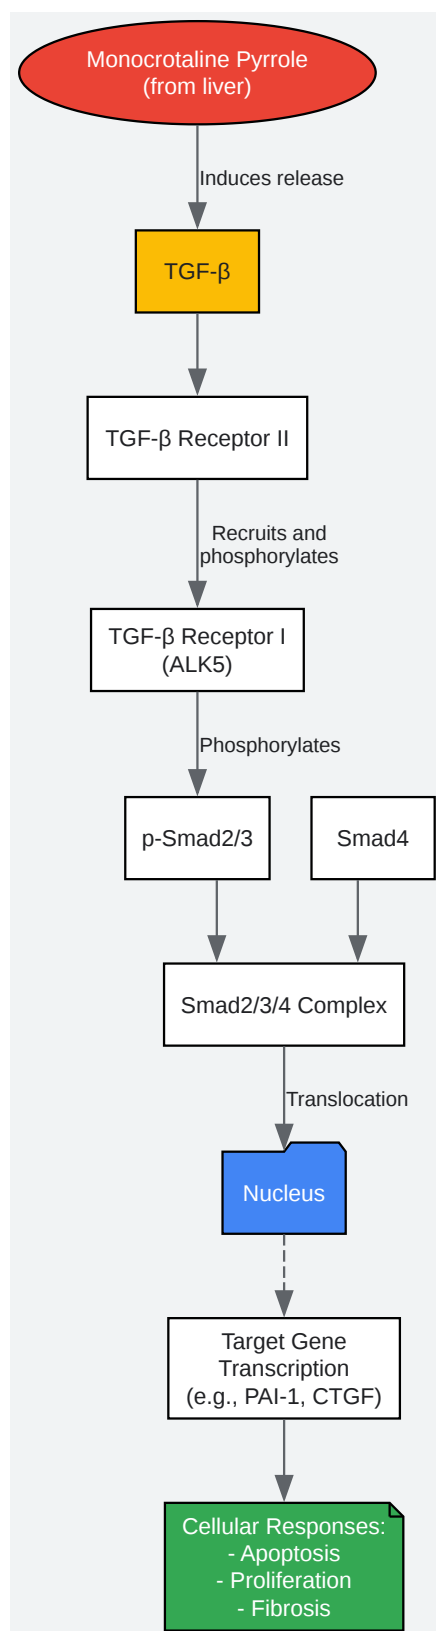 Monocrotaline Pyrrole
(from liver)
Induces release
TGF-β
TGF-β Receptor II
Recruits and
phosphorylates
TGF-β Receptor I
(ALK5)
Phosphorylates
p-Smad2/3
Smad4
Smad2/3/4 Complex
Translocation
Nucleus
Target Gene
Transcription
(e.g., PAI-1, CTGF)
Cellular Responses:
- Apoptosis
- Proliferation
- Fibrosis